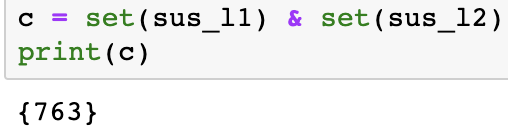 c = set(sus_l1) & set(sus_l2)
print(c)
{763}